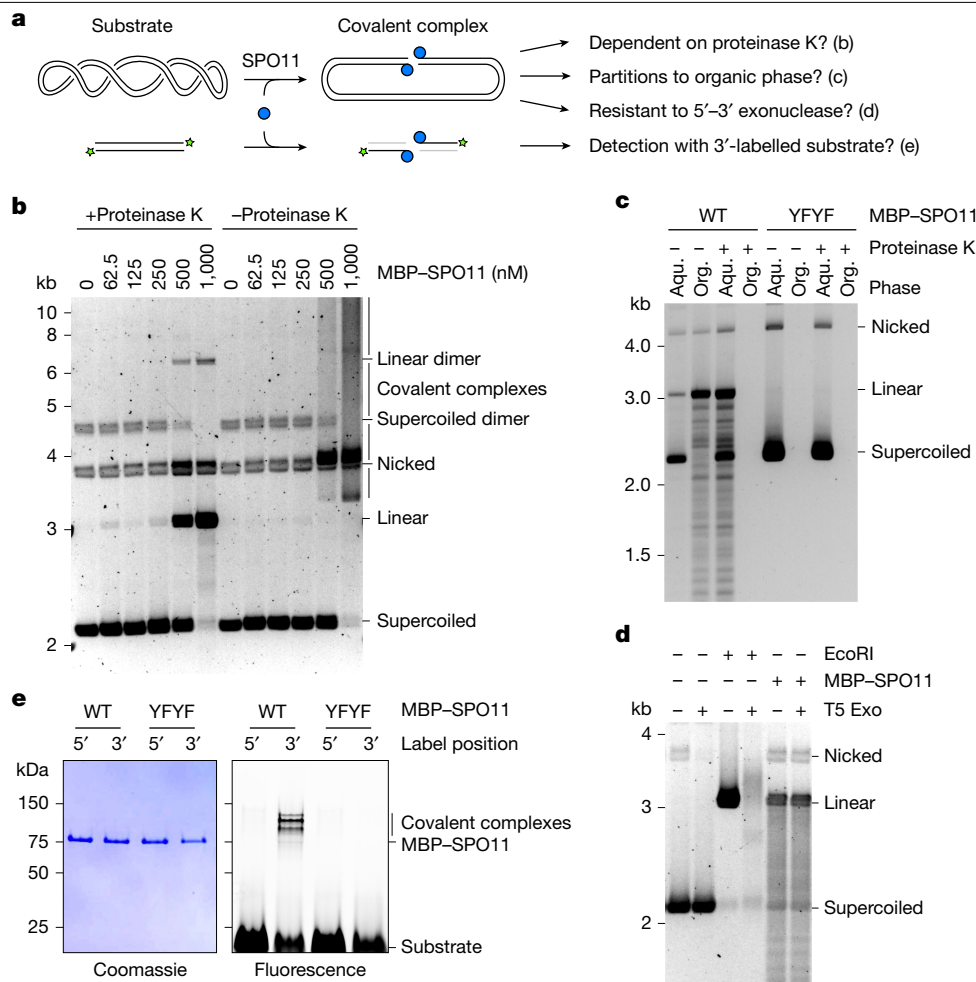 a
Substrate
Covalent complex
SPO11
Dependent on proteinase K? (b)
Partitions to organic phase? (c)
Resistant to 5′–3′ exonuclease? (d)
Detection with 3′-labelled substrate? (e)
b
+Proteinase K –Proteinase K
kb 0 62.5 125 250 500 1,000 0 62.5 125 250 500 1,000 MBP–SPO11 (nM)
10
8
6
5
4
3
2
Linear dimer
Covalent complexes
Supercoiled dimer
Nicked
Linear
Supercoiled
c
WT YFYF MBP–SPO11
– – + + – – + + Proteinase K
Aqu. Org. Aqu. Org. Aqu. Org. Aqu. Org. Phase
kb
4.0
3.0
2.0
1.5
Nicked
Linear
Supercoiled
d
– – + + – – EcoRI
– – – – + + MBP–SPO11
kb – + – + – + T5 Exo
4
3
2
Nicked
Linear
Supercoiled
e
WT YFYF WT YFYF MBP–SPO11
5′ 3′ 5′ 3′ 5′ 3′ 5′ 3′ Label position
kDa
150
75
50
25
Covalent complexes
MBP–SPO11
Substrate
Coomassie Fluorescence